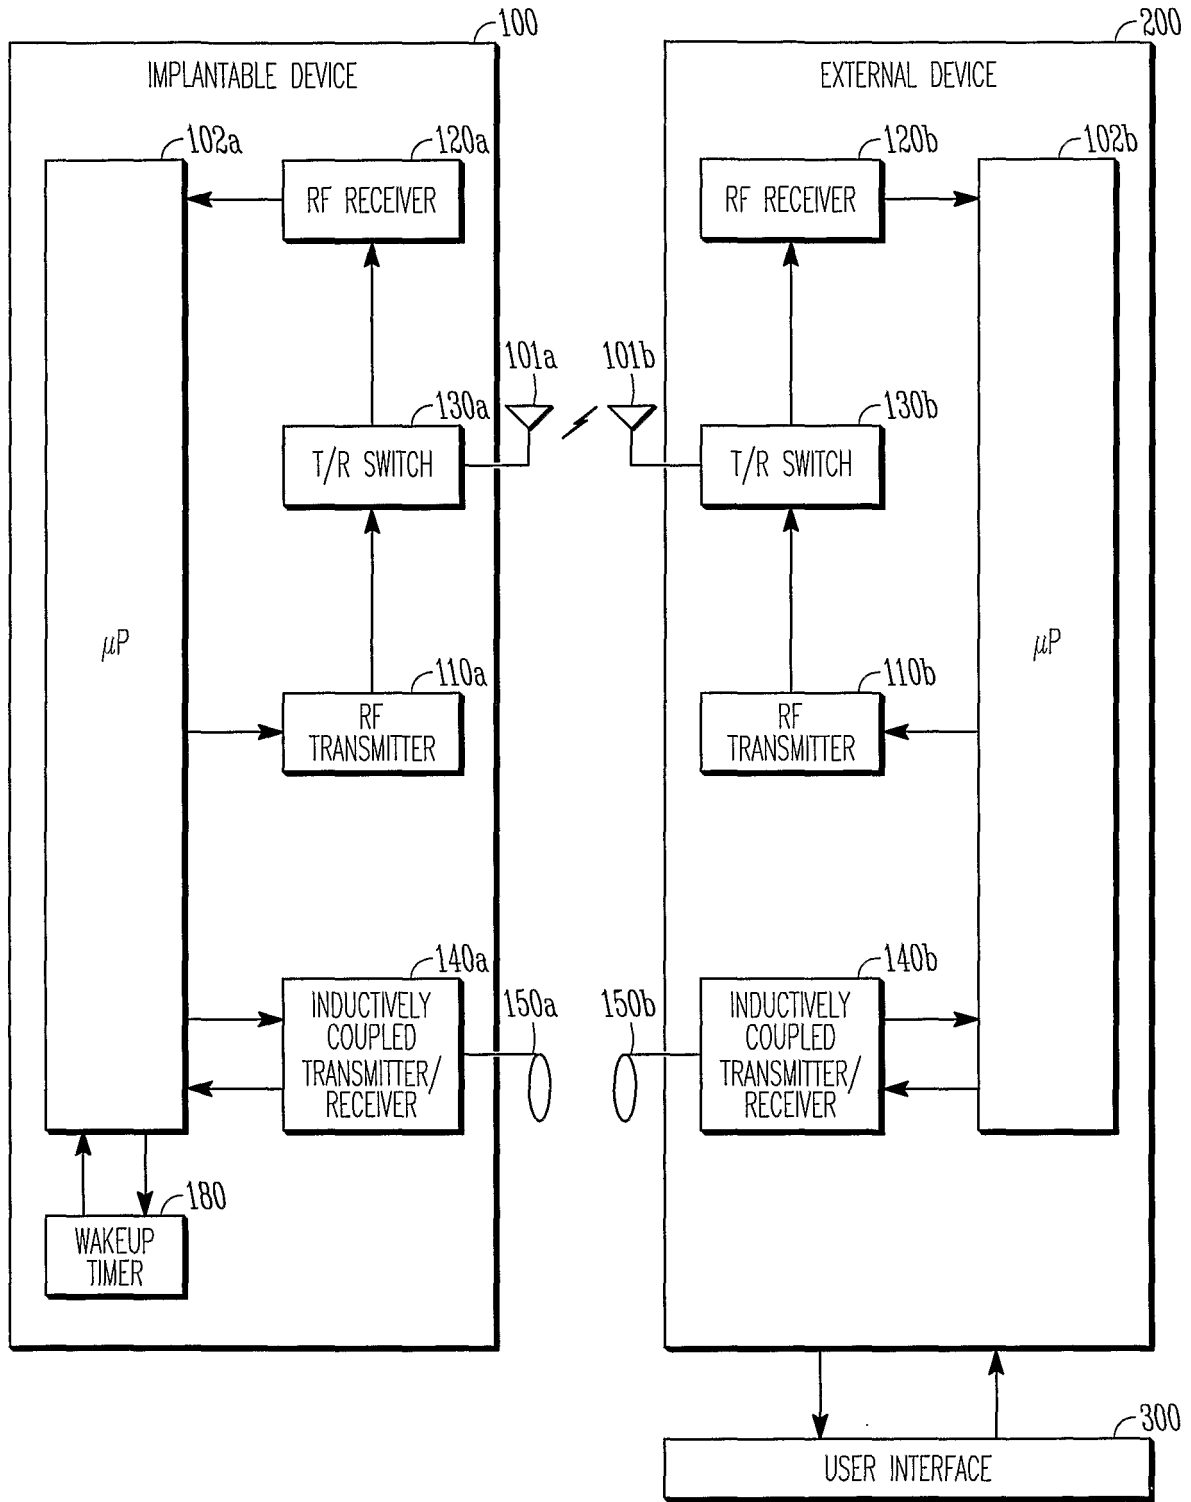 100
200
IMPLANTABLE DEVICE
EXTERNAL DEVICE
102a
120a
120b
102b
RF RECEIVER
RF RECEIVER
101a
101b
130a
130b
T/R SWITCH
T/R SWITCH
µP
µP
110a
110b
RF
TRANSMITTER
RF
TRANSMITTER
140a
140b
150a
150b
INDUCTIVELY
COUPLED
TRANSMITTER/
RECEIVER
INDUCTIVELY
COUPLED
TRANSMITTER/
RECEIVER
180
WAKEUP
TIMER
300
USER INTERFACE